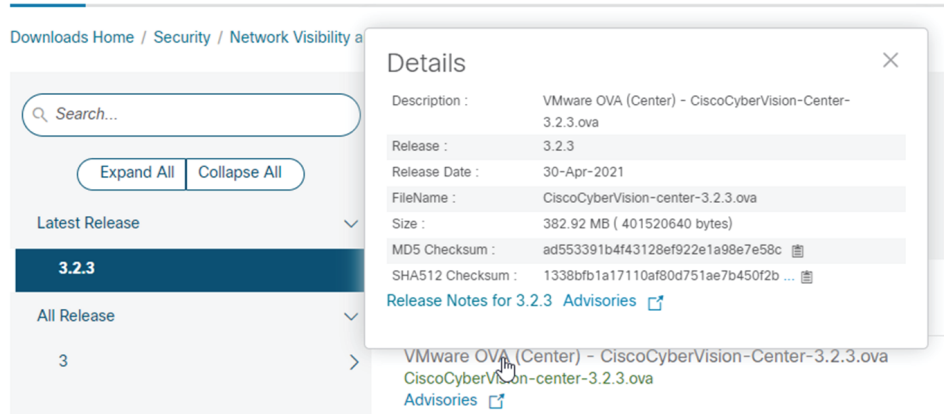 Downloads Home / Security / Network Visibility a
Search...
Expand All
Collapse All
Latest Release
3.2.3
All Release
3
Details
Description :
VMware OVA (Center) - CiscoCyberVision-Center-
3.2.3.ova
Release :
3.2.3
Release Date :
30-Apr-2021
FileName :
CiscoCyberVision-center-3.2.3.ova
Size :
382.92 MB ( 401520640 bytes)
MD5 Checksum :
ad553391b4f43128ef922e1a98e7e58c
SHA512 Checksum :
1338bfb1a17110af80d751ae7b450f2b ...
Release Notes for 3.2.3 Advisories
VMware OVA (Center) - CiscoCyberVision-Center-3.2.3.ova
CiscoCyberVision-center-3.2.3.ova
Advisories